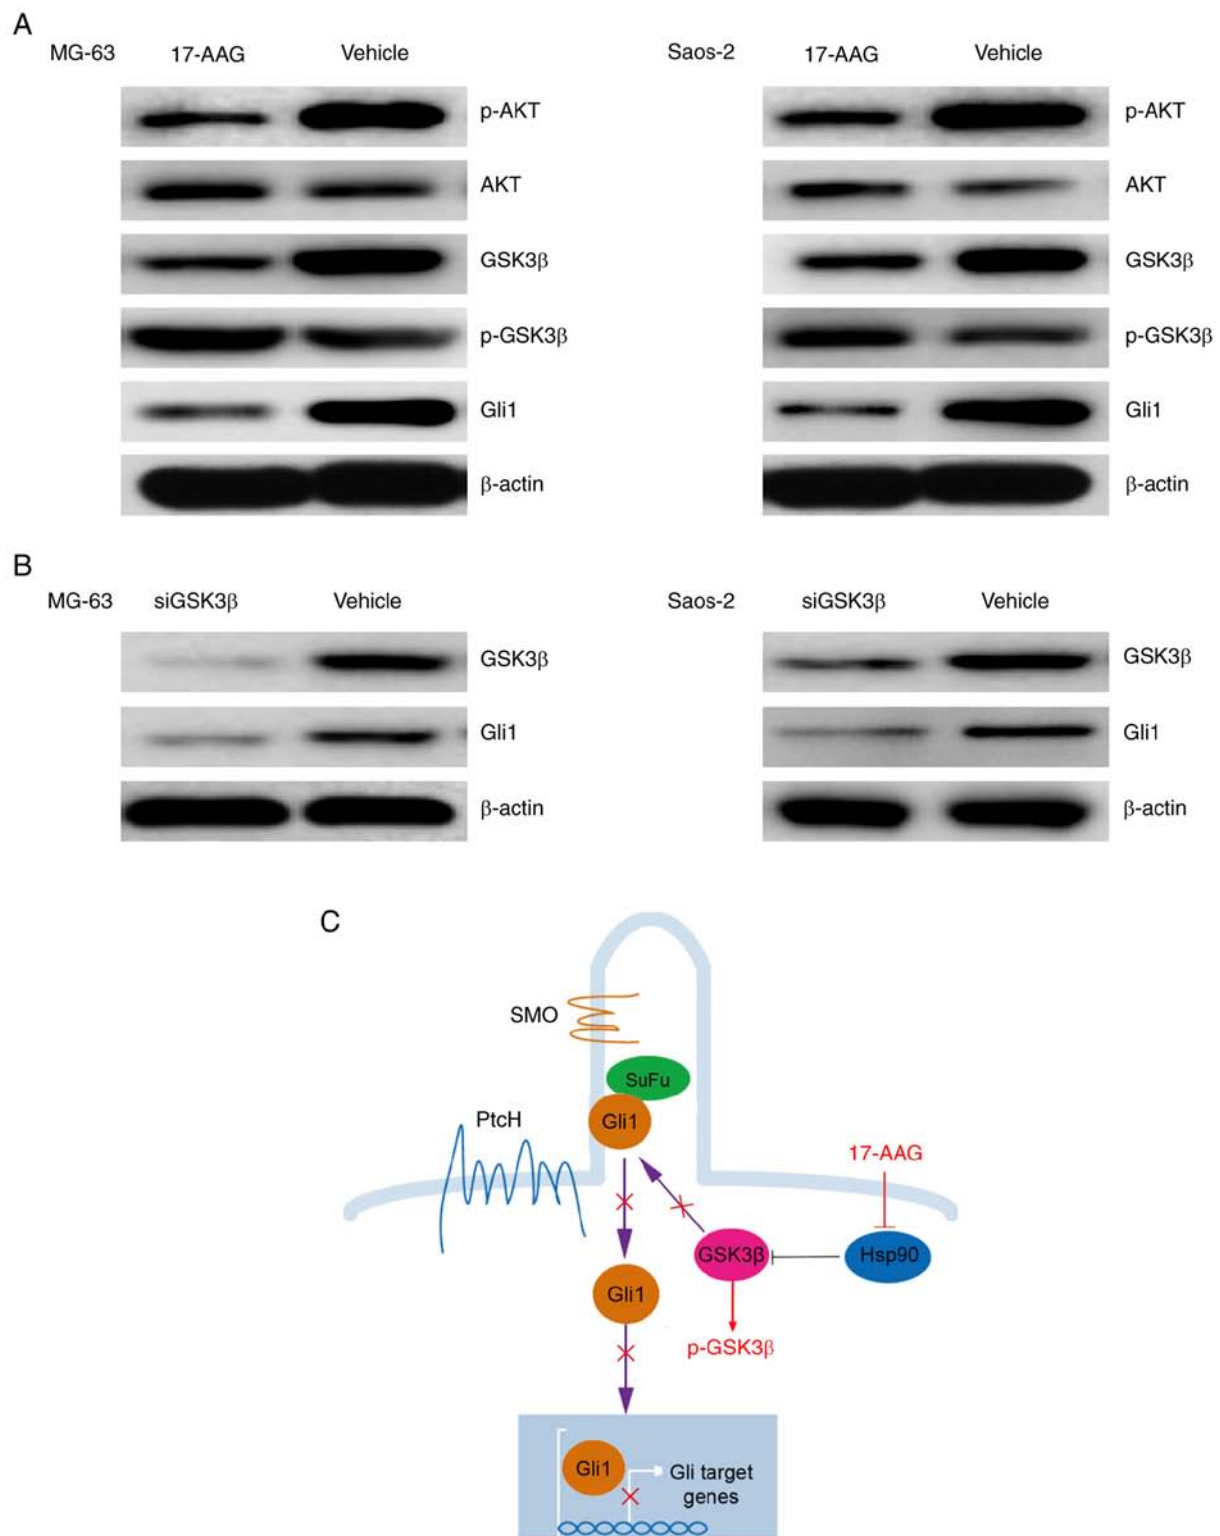 A
MG-63 17-AAG Vehicle Saos-2 17-AAG Vehicle
p-AKT p-AKT
AKT AKT
GSK3β GSK3β
p-GSK3β p-GSK3β
Gli1 Gli1
β-actin β-actin
B
MG-63 siGSK3β Vehicle Saos-2 siGSK3β Vehicle
GSK3β GSK3β
Gli1 Gli1
β-actin β-actin
C
SMO
SuFu
PtcH Gli1
17-AAG
GSK3β Hsp90
Gli1
p-GSK3β
Gli1 Gli target
genes